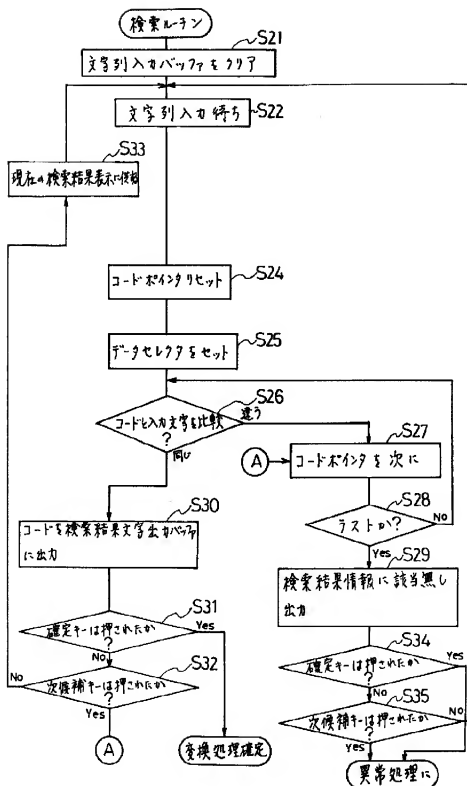 検索ルーチン
S21
文字列入力バッファをクリア
S22
文字列入力待ち
S33
現在の検索結果表示に
S24
コードポインタリセット
S25
データセレクタをセット
S26
コードと入力文字を比較
?
違う
同じ
S27
A
コードポインタを次に
S28
ラストか?
No
Yes
S29
検索結果情報に該当無し
出力
S30
コードを検索結果文字出力バッファ
に出力
S31
確定キーは押されたか
?
Yes
No
S32
次候補キーは押されたか
?
No
Yes
A
変換処理確定
S34
確定キーは押されたか
?
Yes
No
S35
次候補キーは押されたか
?
No
Yes
異常処理に